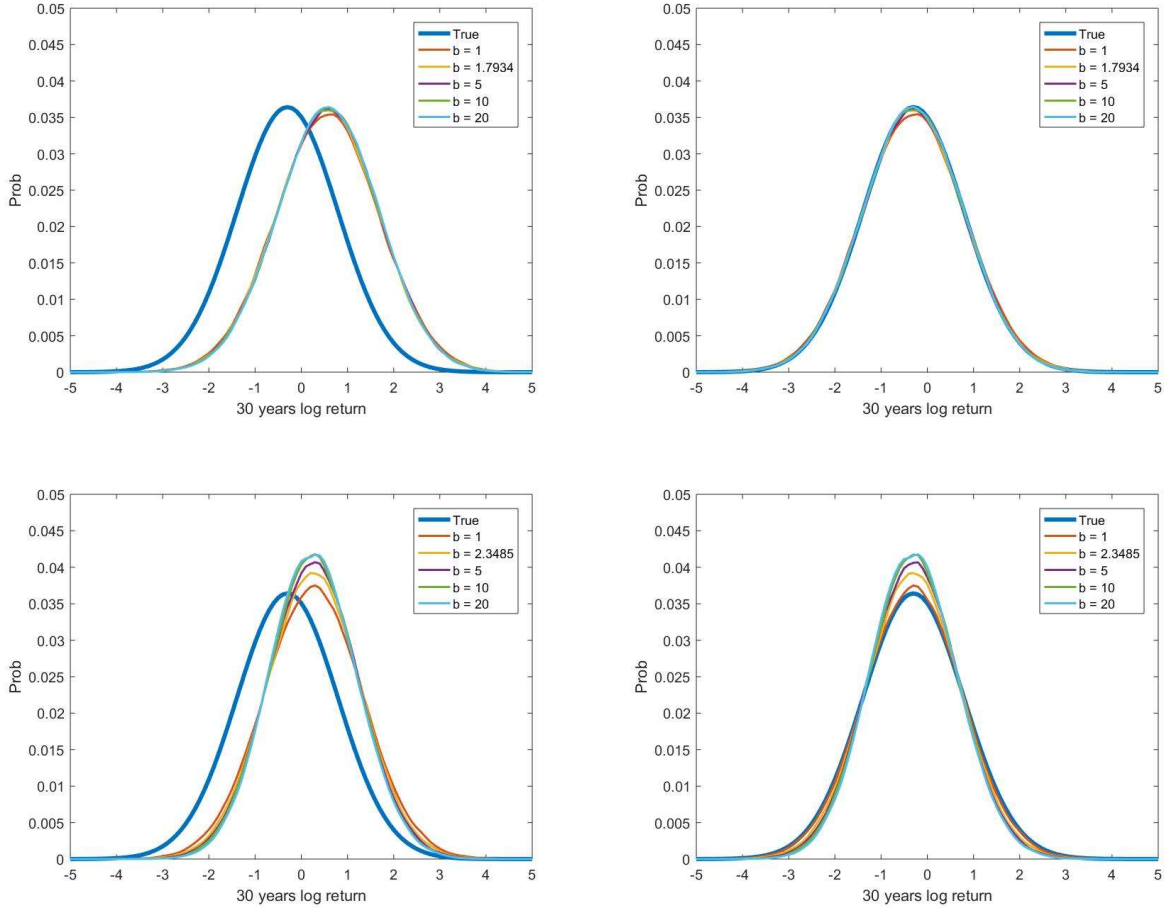 0.05
0.045
0.04
0.035
0.03
0.025
0.02
0.015
0.01
0.005
0
Prob
-5 -4 -3 -2 -1 0 1 2 3 4 5
30 years log return
True
b = 1
b = 1.7934
b = 5
b = 10
b = 20
0.05
0.045
0.04
0.035
0.03
0.025
0.02
0.015
0.01
0.005
0
Prob
-5 -4 -3 -2 -1 0 1 2 3 4 5
30 years log return
True
b = 1
b = 1.7934
b = 5
b = 10
b = 20
0.05
0.045
0.04
0.035
0.03
0.025
0.02
0.015
0.01
0.005
0
Prob
-5 -4 -3 -2 -1 0 1 2 3 4 5
30 years log return
True
b = 1
b = 2.3485
b = 5
b = 10
b = 20
0.05
0.045
0.04
0.035
0.03
0.025
0.02
0.015
0.01
0.005
0
Prob
-5 -4 -3 -2 -1 0 1 2 3 4 5
30 years log return
True
b = 1
b = 2.3485
b = 5
b = 10
b = 20